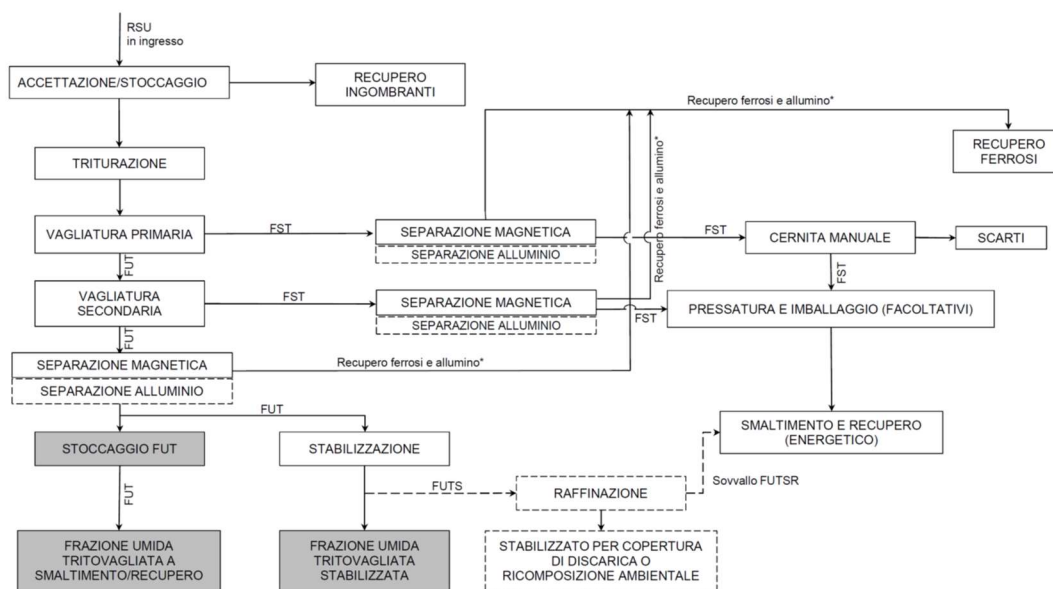 RSU
in ingresso
ACCETTAZIONE/STOCCAGGIO
RECUPERO
INGOMBRANTI
Recupero ferrosi e allumino*
RECUPERO
FERROSI
TRITURAZIONE
Recupero ferrosi e allumino*
VAGLIATURA PRIMARIA
FST
SEPARAZIONE MAGNETICA
SEPARAZIONE ALLUMINIO
FST
CERNITA MANUALE
SCARTI
FUT
FST
VAGLIATURA
SECONDARIA
FST
SEPARAZIONE MAGNETICA
SEPARAZIONE ALLUMINIO
FST
PRESSATURA E IMBALLAGGIO (FACOLTATIVI)
FUT
SEPARAZIONE MAGNETICA
SEPARAZIONE ALLUMINIO
Recupero ferrosi e allumino*
FUT
STOCCAGGIO FUT
STABILIZZAZIONE
SMALTIMENTO E RECUPERO
(ENERGETICO)
FUT
FUTS
RAFFINAZIONE
Sovvallo FUTSR
FRAZIONE UMIDA
TRITOVAGLIATA A
SMALTIMENTO/RECUPERO
FRAZIONE UMIDA
TRITOVAGLIATA
STABILIZZATA
STABILIZZATO PER COPERTURA
DI DISCARICA O
RICOMPOSIZIONE AMBIENTALE